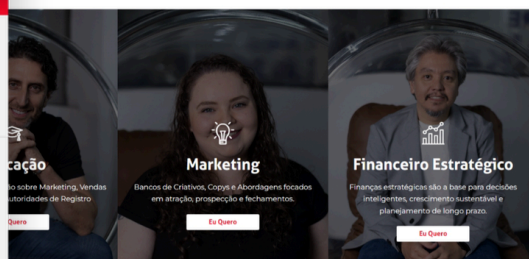 cação
ão sobre Marketing, Vendas
utoridades de Registro
Quero
Marketing
Bancos de Criativos, Copys e Abordagens focados
em atração, prospecção e fechamentos.
Eu Quero
Financeiro Estratégico
Finanças estratégicas são a base para decisões
inteligentes, crescimento sustentável e
planejamento de longo prazo.
Eu Quero